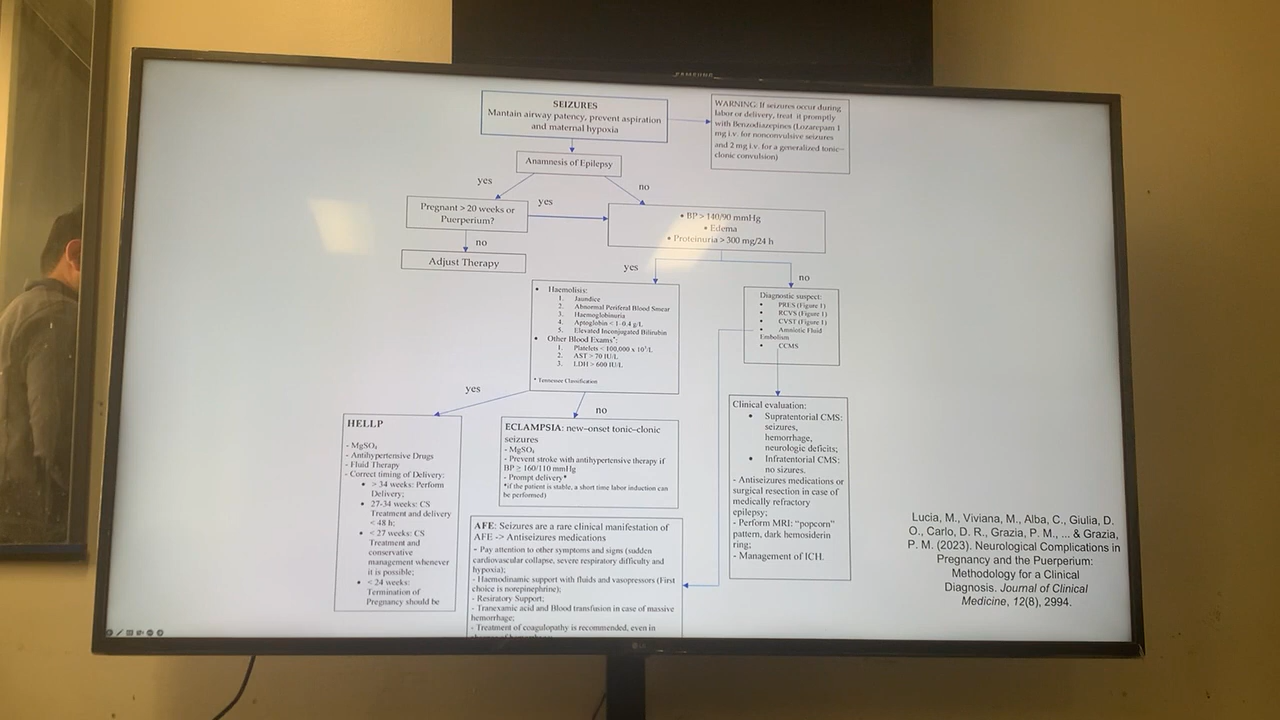 SAMSUNG
SEIZURES
Mantain airway patency, prevent aspiration
and maternal hypoxia
WARNING: If seizures occur during
labor or delivery, treat it promptly
with Benzodiazepines (Lozarepam 1
mg i.v. for nonconvulsive seizures
and 2 mg i.v. for a generalized tonic–
clonic convulsion)
Anamnesis of Epilepsy
yes
no
Pregnant > 20 weeks or
Puerperium?
yes
• BP > 140/90 mmHg
• Edema
• Proteinuria > 300 mg/24 h
no
Adjust Therapy
yes
no
• Haemolisis:
1. Jaundice
2. Abnormal Periferal Blood Smear
3. Haemoglobinuria
4. Aptoglobin < 1–0.4 g/L
5. Elevated Inconjugated Bilirubin
• Other Blood Exams*:
1. Platelets < 100,000 x 10³/L
2. AST > 70 IU/L
3. LDH > 600 IU/L
* Tennessee Classification
Diagnostic suspect:
• PRES (Figure 1)
• RCVS (Figure 1)
• CVST (Figure 1)
• Amniotic Fluid
Embolism
• CCMS
yes
no
HELLP
- MgSO₄
- Antihypertensive Drugs
- Fluid Therapy
- Correct timing of Delivery:
• > 34 weeks: Perform
Delivery;
• 27-34 weeks: CS
Treatment and delivery
< 48 h;
• < 27 weeks: CS
Treatment and
conservative
management whenever
it is possible;
• < 24 weeks:
Termination of
Pregnancy should be
ECLAMPSIA: new–onset tonic–clonic
seizures
- MgSO₄
- Prevent stroke with antihypertensive therapy if
BP ≥ 160/110 mmHg
- Prompt delivery*
*if the patient is stable, a short time labor induction can
be performed)
Clinical evaluation:
• Supratentorial CMS:
seizures,
hemorrhage,
neurologic deficits;
• Infratentorial CMS:
no sizures.
- Antiseizures medications or
surgical resection in case of
medically refractory
epilepsy;
- Perform MRI: “popcorn”
pattern, dark hemosiderin
ring;
- Management of ICH.
AFE: Seizures are a rare clinical manifestation of
AFE -> Antiseizures medications
- Pay attention to other symptoms and signs (sudden
cardiovascular collapse, severe respiratory difficulty and
hypoxia);
- Haemodinamic support with fluids and vasopressors (First
choice is norepinephrine);
- Resiratory Support;
- Tranexamic acid and Blood transfusion in case of massive
hemorrhage;
- Treatment of coagulopathy is recommended, even in
Lucia, M., Viviana, M., Alba, C., Giulia, D.
O., Carlo, D. R., Grazia, P. M., ... & Grazia,
P. M. (2023). Neurological Complications in
Pregnancy and the Puerperium:
Methodology for a Clinical
Diagnosis. Journal of Clinical
Medicine, 12(8), 2994.
LG